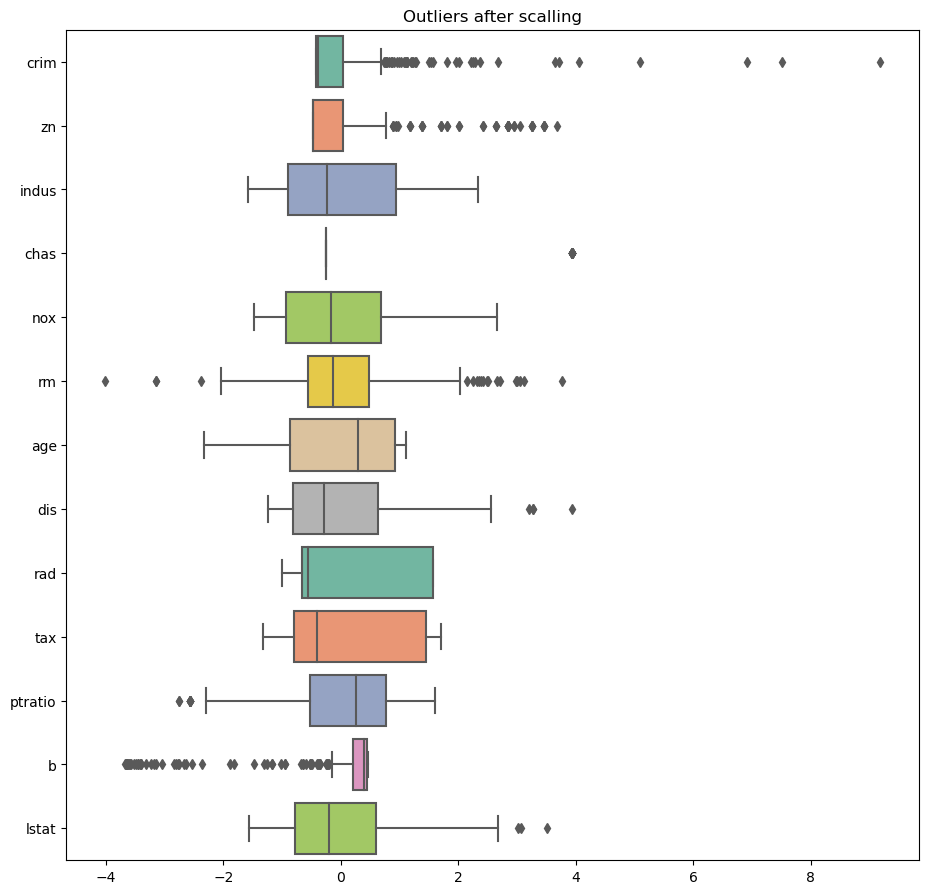 Outliers after scalling
crim
zn
indus
chas
nox
rm
age
dis
rad
tax
ptratio
b
lstat
−4 −2 0 2 4 6 8